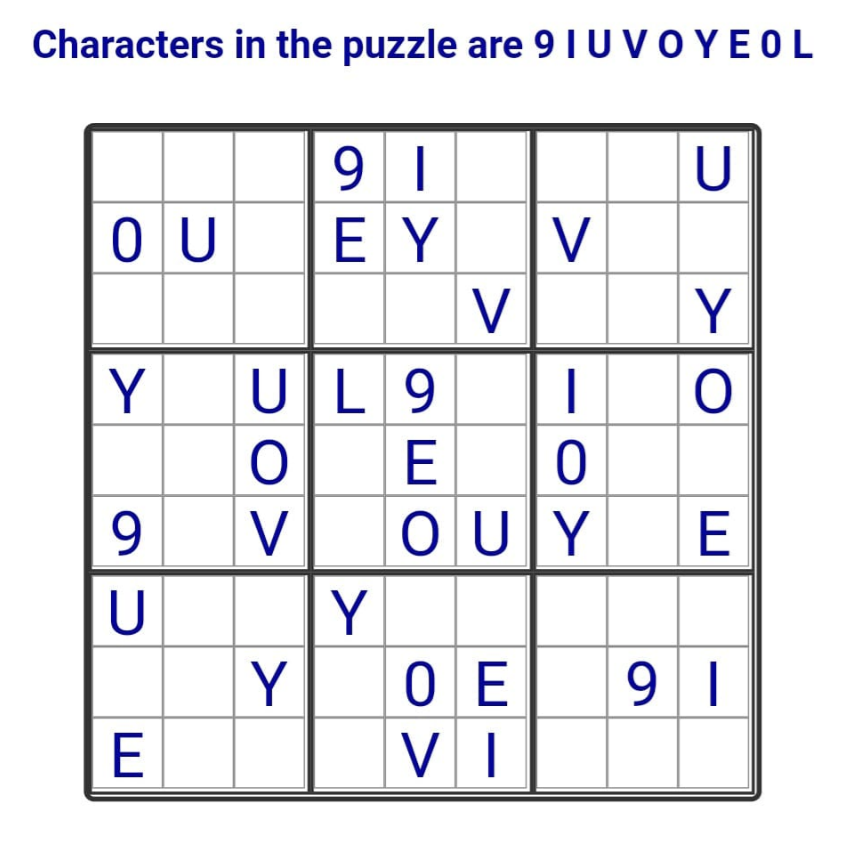 Characters in the puzzle are 9 I U V O Y E 0 L
9 I U
0 U E Y V
V Y
Y U L 9 I O
O E 0
9 V O U Y E
U Y
Y 0 E 9 I
E V I